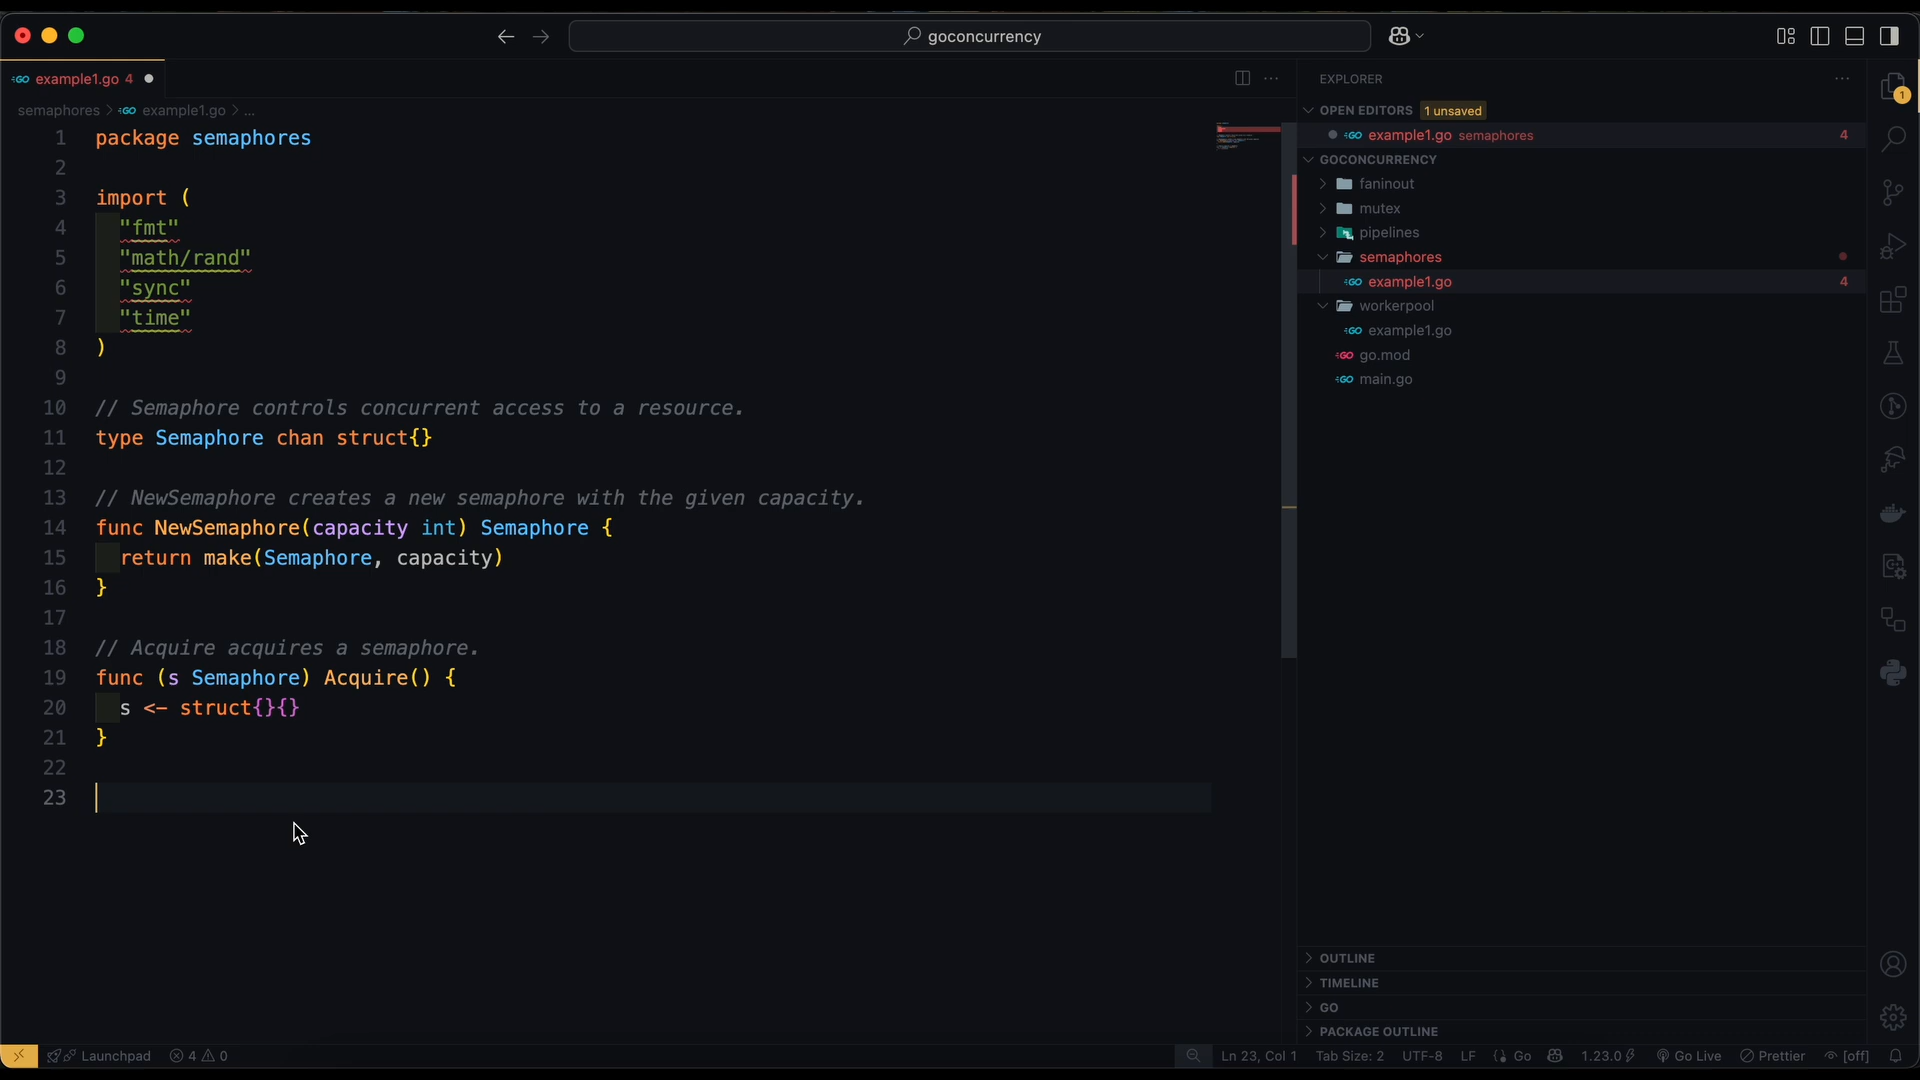 goconcurrency
example1.go 4
semaphores > example1.go > ...
1 package semaphores
2
3 import (
4 "fmt"
5 "math/rand"
6 "sync"
7 "time"
8 )
9
10 // Semaphore controls concurrent access to a resource.
11 type Semaphore chan struct{}
12
13 // NewSemaphore creates a new semaphore with the given capacity.
14 func NewSemaphore(capacity int) Semaphore {
15 return make(Semaphore, capacity)
16 }
17
18 // Acquire acquires a semaphore.
19 func (s Semaphore) Acquire() {
20 s <- struct{}{}
21 }
22
23
EXPLORER
OPEN EDITORS 1 unsaved
example1.go semaphores 4
GOCONCURRENCY
faninout
mutex
pipelines
semaphores
example1.go 4
workerpool
example1.go
go.mod
main.go
OUTLINE
TIMELINE
GO
PACKAGE OUTLINE
1
Launchpad 4 0 Ln 23, Col 1 Tab Size: 2 UTF-8 LF Go 1.23.0 Go Live Prettier [off]